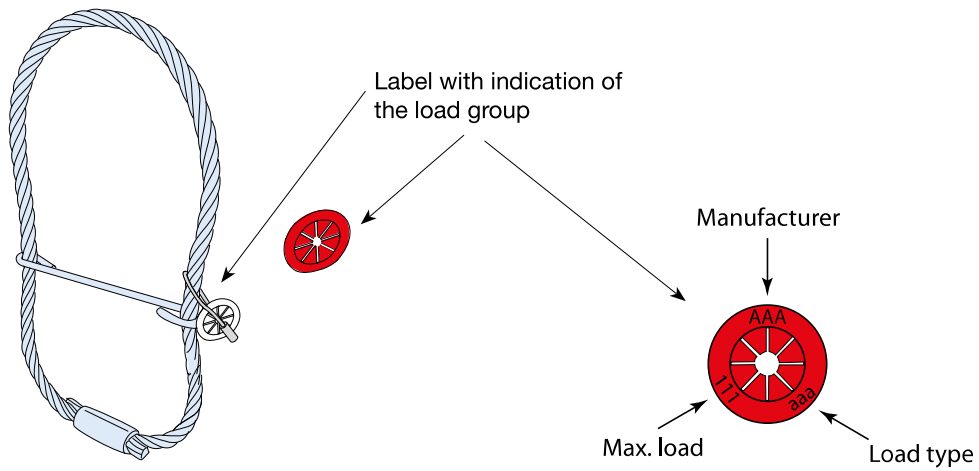 Label with indication of
the load group
Manufacturer
AAA
111
aaa
Max. load
Load type